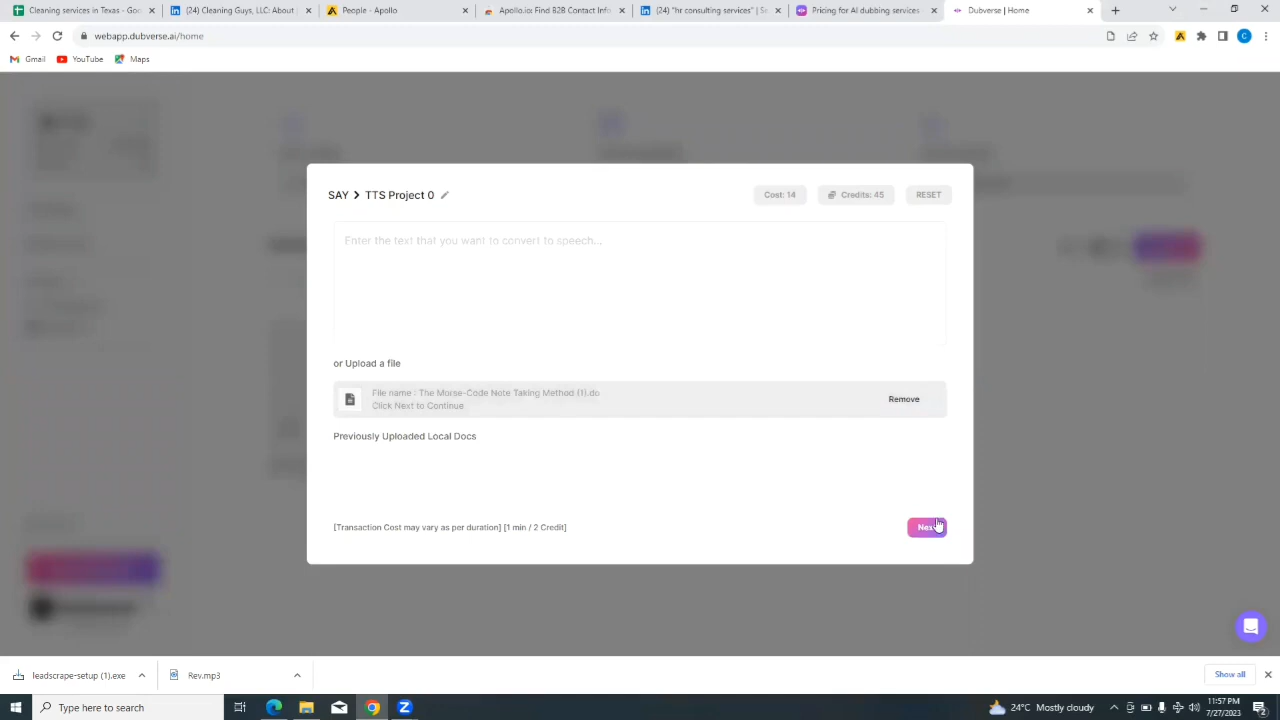 Cleaning services in Texas - Goo
(24) Cleaning Guys, LLC: About |
People - Apollo
Apollo.io: Find B2B Contact Info
(24) "hr consulting services" | Se
Pricing for AI dubbing services
Dubverse | Home
webapp.dubverse.ai/home
C
Gmail
YouTube
Maps
SAY > TTS Project 0
Cost: 14
Credits: 45
RESET
Enter the text that you want to convert to speech...
or Upload a file
File name : The Morse-Code Note Taking Method (1).do
Click Next to Continue
Remove
Previously Uploaded Local Docs
[Transaction Cost may vary as per duration] [1 min / 2 Credit]
Next
leadscrape-setup (1).exe
Rev.mp3
Show all
Type here to search
24°C Mostly cloudy
11:57 PM
7/27/2023
2